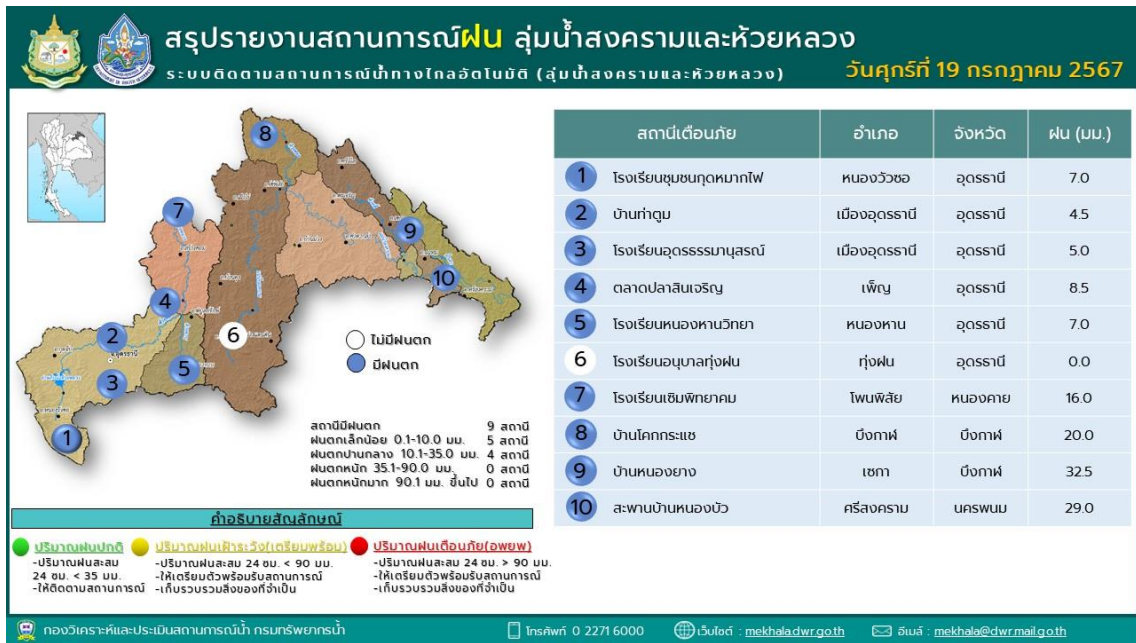 สรุปรายงานสถานการณ์ฝน ลุ่มน้ำสงครามและห้วยหลวง
ระบบติดตามสถานการณ์น้ำทางไกลอัตโนมัติ (ลุ่มน้ำสงครามและห้วยหลวง)
วันศุกร์ที่ 19 กรกฎาคม 2567
8
7
9
10
4
6
2
5
3
1
ไม่มีฝนตก
มีฝนตก
สถานีมีฝนตก 9 สถานี
ฝนตกเล็กน้อย 0.1-10.0 มม. 5 สถานี
ฝนตกปานกลาง 10.1-35.0 มม. 4 สถานี
ฝนตกหนัก 35.1-90.0 มม. 0 สถานี
ฝนตกหนักมาก 90.1 มม. ขึ้นไป 0 สถานี
สถานีเตือนภัย อำเภอ จังหวัด ฝน (มม.)
1 โรงเรียนชุมชนกุดหมากไฟ หนองวัวซอ อุดรธานี 7.0
2 บ้านท่าตูม เมืองอุดรธานี อุดรธานี 4.5
3 โรงเรียนอุดรธรรมานุสรณ์ เมืองอุดรธานี อุดรธานี 5.0
4 ตลาดปลาสินเจริญ เพ็ญ อุดรธานี 8.5
5 โรงเรียนหนองหานวิทยา หนองหาน อุดรธานี 7.0
6 โรงเรียนอนุบาลทุ่งฝน ทุ่งฝน อุดรธานี 0.0
7 โรงเรียนเซิมพิทยาคม โพนพิสัย หนองคาย 16.0
8 บ้านโคกกระแซ บึงกาฬ บึงกาฬ 20.0
9 บ้านหนองยาง เซกา บึงกาฬ 32.5
10 สะพานบ้านหนองบัว ศรีสงคราม นครพนม 29.0
คำอธิบายสัญลักษณ์
ปริมาณฝนปกติ
-ปริมาณฝนสะสม
24 ชม. < 35 มม.
-ให้ติดตามสถานการณ์
ปริมาณฝนเฝ้าระวัง(เตรียมพร้อม)
-ปริมาณฝนสะสม 24 ชม. < 90 มม.
-ให้เตรียมตัวพร้อมรับสถานการณ์
-เก็บรวบรวมสิ่งของที่จำเป็น
ปริมาณฝนเตือนภัย(อพยพ)
-ปริมาณฝนสะสม 24 ชม. > 90 มม.
-ให้เตรียมตัวพร้อมรับสถานการณ์
-เก็บรวบรวมสิ่งของที่จำเป็น
กองวิเคราะห์และประเมินสถานการณ์น้ำ กรมทรัพยากรน้ำ
โทรศัพท์ 0 2271 6000
เว็บไซต์ : mekhala.dwr.go.th
อีเมล์ : mekhala@dwr.mail.go.th